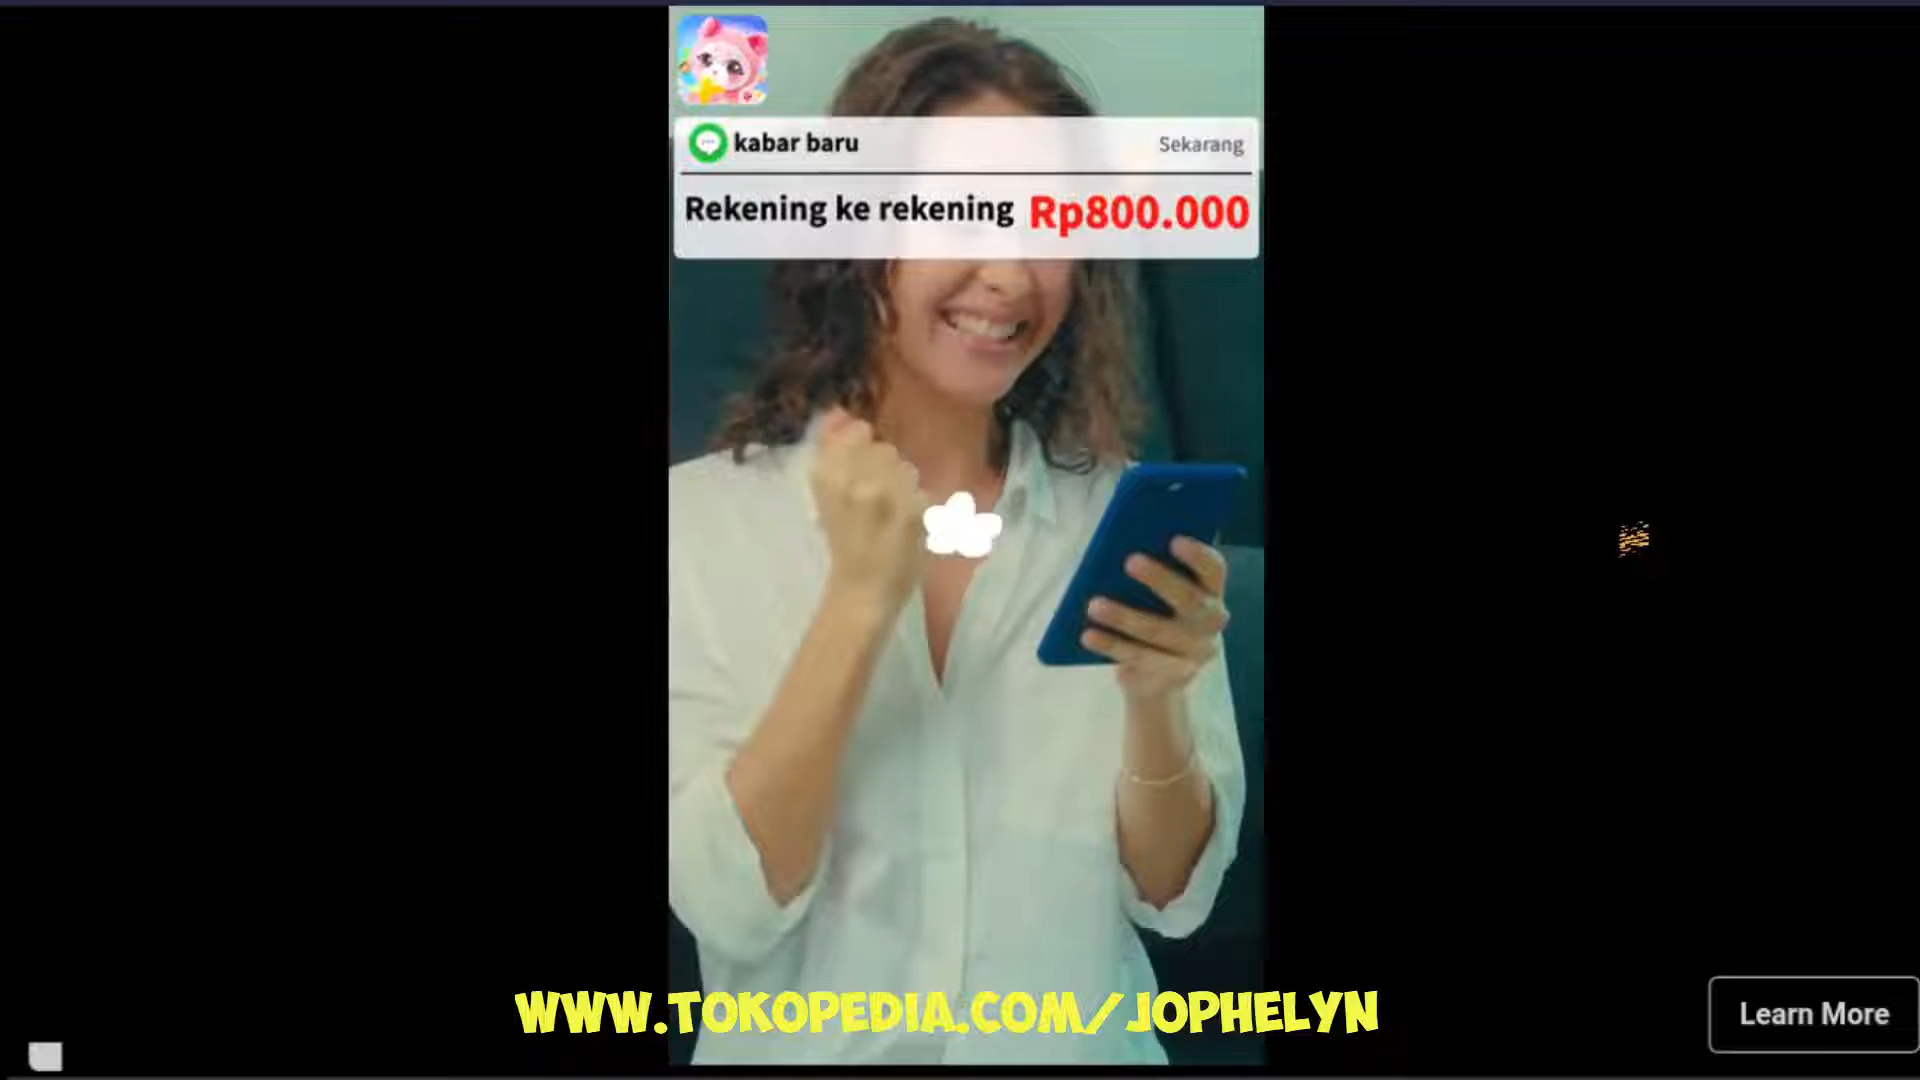 kabar baru
Sekarang
Rekening ke rekening Rp800.000
WWW.TOKOPEDIA.COM/JOPHELYN
Learn More